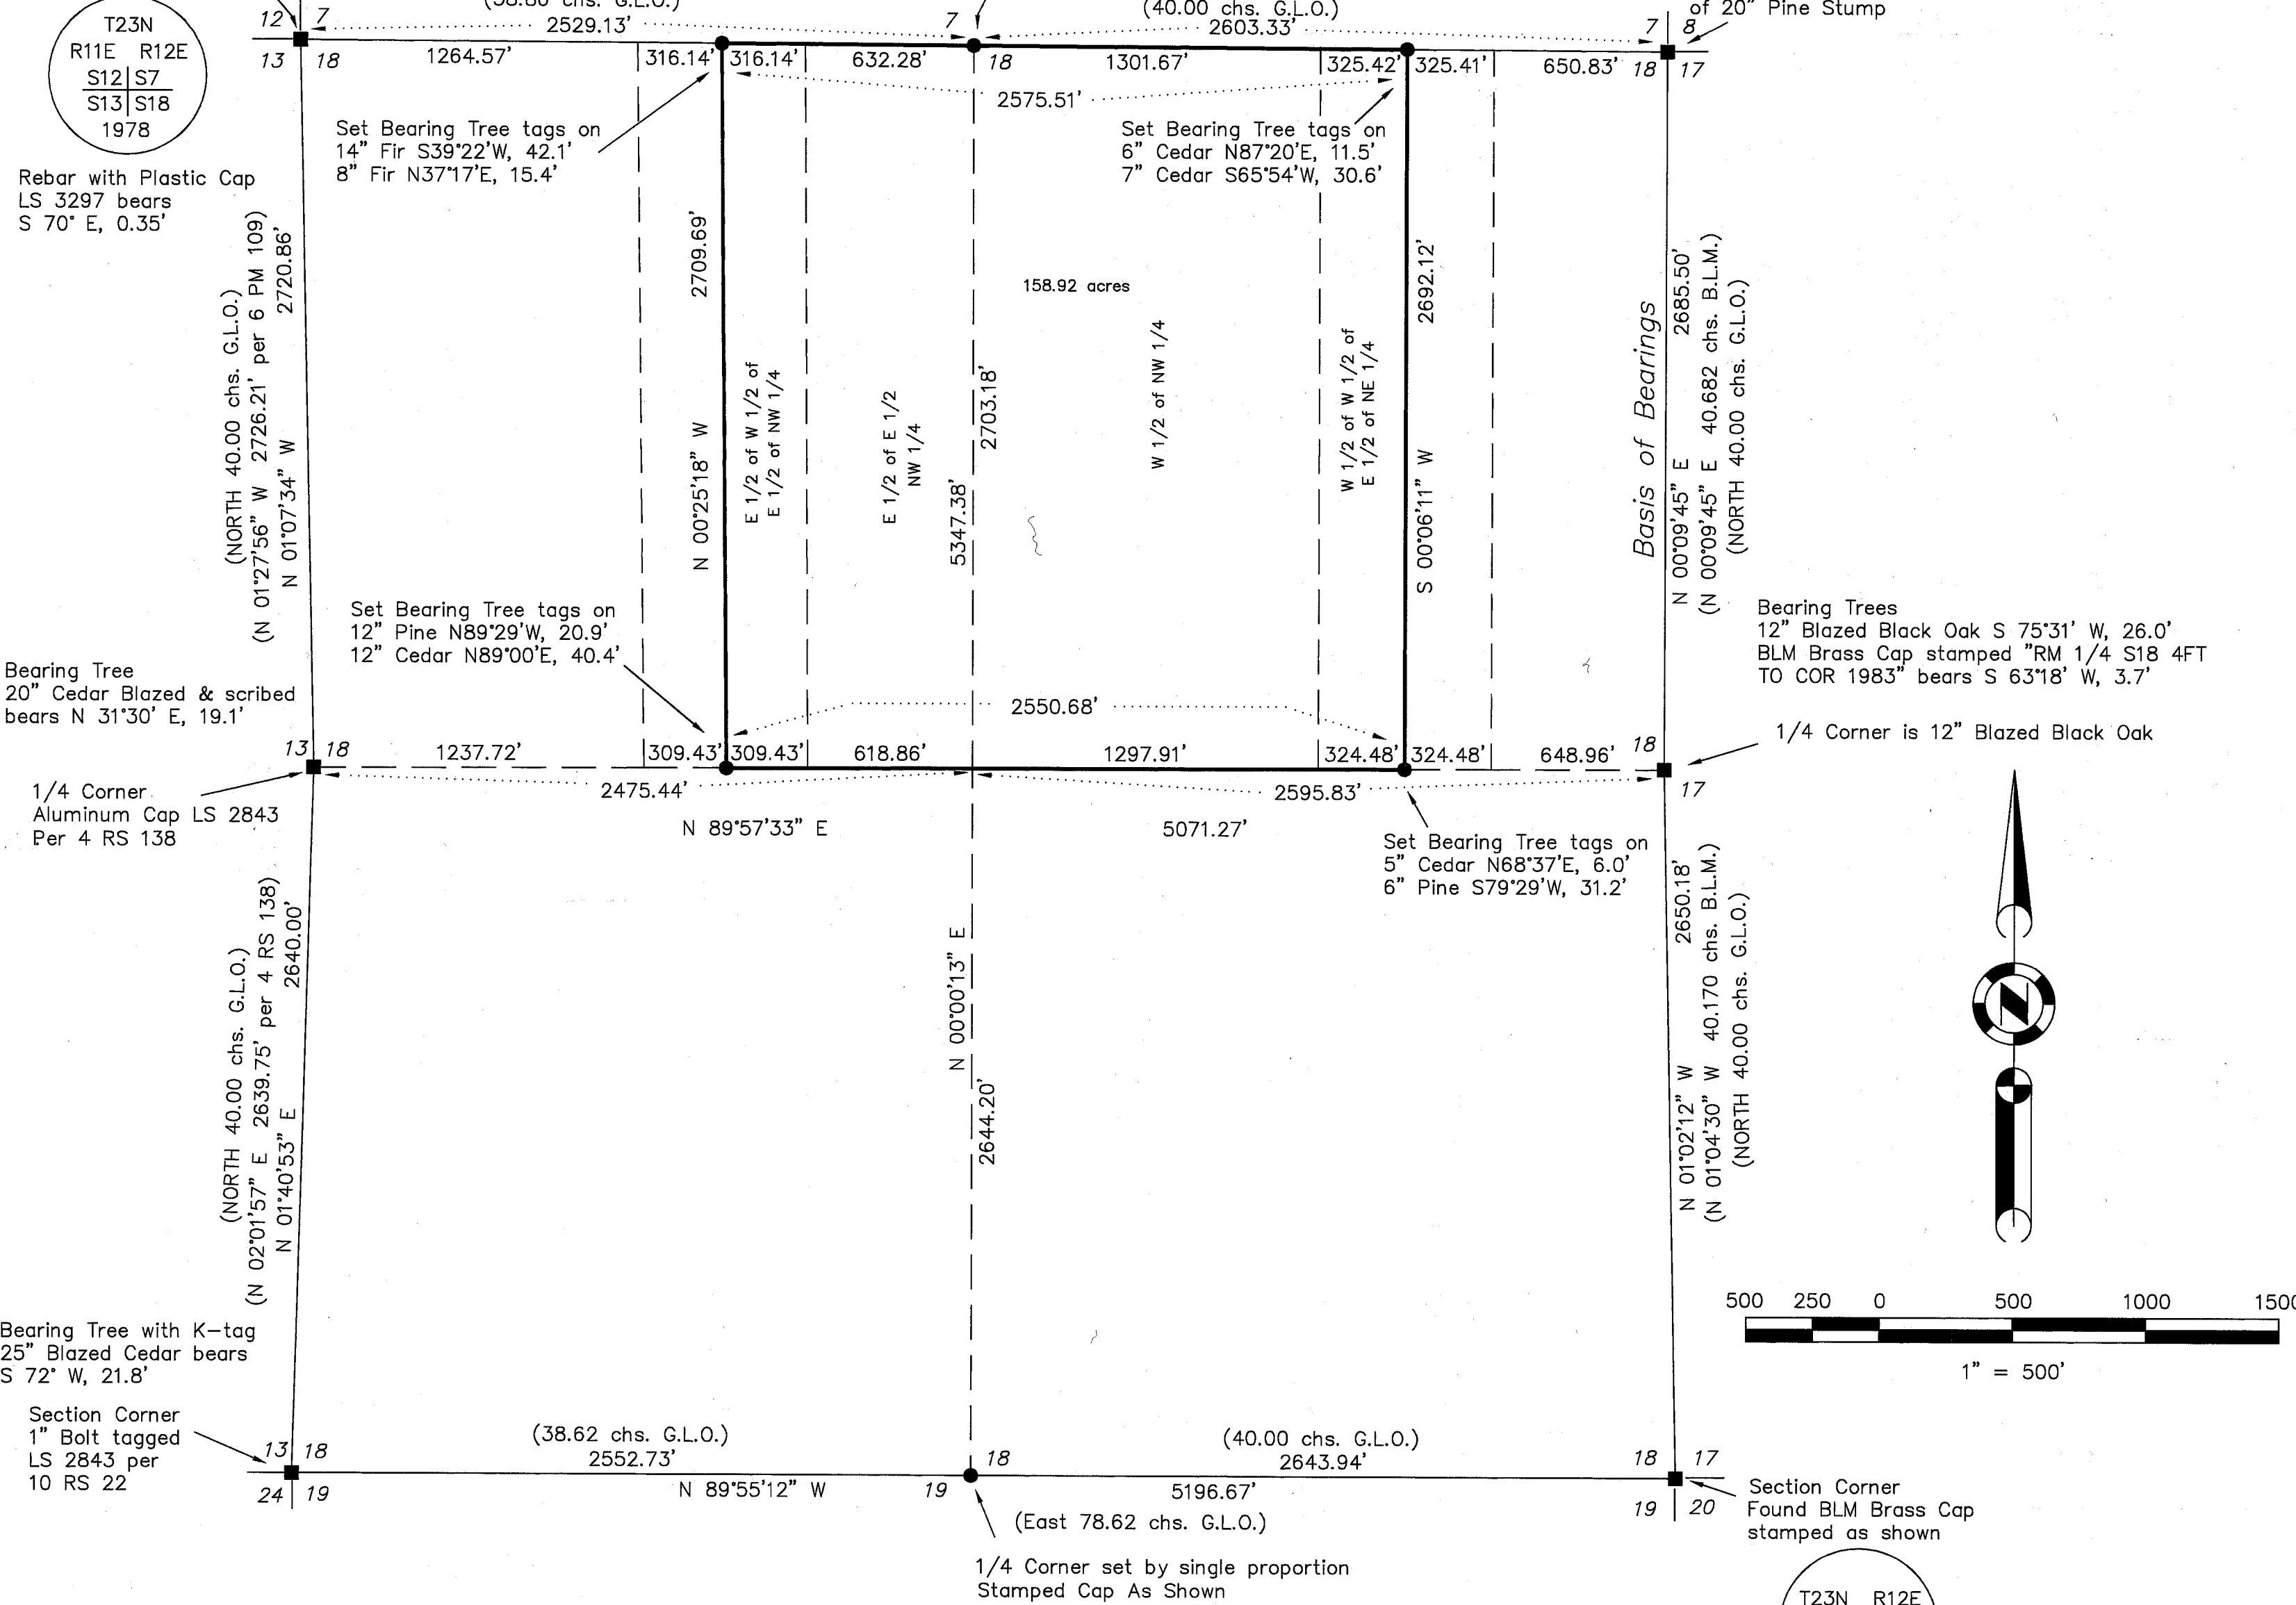 (38.80 chs. G.L.O.)
2529.13'
(40.00 chs. G.L.O.)
2603.33'
of 20" Pine Stump
12 7
13 18
7
18
7 8
18 17
T23N
R11E R12E
S12 S7
S13 S18
1978
1264.57'
316.14'
316.14'
632.28'
1301.67'
325.42'
325.41'
650.83'
2575.51'
Set Bearing Tree tags on
14" Fir S39°22'W, 42.1'
8" Fir N37°17'E, 15.4'
Set Bearing Tree tags on
6" Cedar N87°20'E, 11.5'
7" Cedar S65°54'W, 30.6'
Rebar with Plastic Cap
LS 3297 bears
S 70° E, 0.35'
(NORTH 40.00 chs. G.L.O.)
(N 01°27'56" W 2726.21' per 6 PM 109)
N 01°07'34" W 2720.86'
N 00°25'18" W 2709.69'
E 1/2 of W 1/2 of
E 1/2 of NW 1/4
E 1/2 of E 1/2
NW 1/4
158.92 acres
2703.18'
5347.38'
W 1/2 of NW 1/4
W 1/2 of W 1/2 of
E 1/2 of NE 1/4
S 00°06'11" W 2692.12'
Basis of Bearings
N 00°09'45" E 2685.50'
(N 00°09'45" E 40.682 chs. B.L.M.)
(NORTH 40.00 chs. G.L.O.)
Set Bearing Tree tags on
12" Pine N89°29'W, 20.9'
12" Cedar N89°00'E, 40.4'
Bearing Trees
12" Blazed Black Oak S 75°31' W, 26.0'
BLM Brass Cap stamped "RM 1/4 S18 4FT
TO COR 1983" bears S 63°18' W, 3.7'
Bearing Tree
20" Cedar Blazed & scribed
bears N 31°30' E, 19.1'
2550.68'
1/4 Corner is 12" Blazed Black Oak
13 18
1237.72'
309.43'
309.43'
618.86'
1297.91'
324.48'
324.48'
648.96'
18
17
1/4 Corner
Aluminum Cap LS 2843
Per 4 RS 138
2475.44'
2595.83'
N 89°57'33" E
5071.27'
Set Bearing Tree tags on
5" Cedar N68°37'E, 6.0'
6" Pine S79°29'W, 31.2'
(NORTH 40.00 chs. G.L.O.)
(N 02°01'57" E 2639.75' per 4 RS 138)
N 01°40'53" E 2640.00'
N 00°00'13" E
2644.20'
N 01°02'12" W 2650.18'
(N 01°04'30" W 40.170 chs. B.L.M.)
(NORTH 40.00 chs. G.L.O.)
N
500 250 0 500 1000 1500
1" = 500'
Bearing Tree with K-tag
25" Blazed Cedar bears
S 72° W, 21.8'
Section Corner
1" Bolt tagged
LS 2843 per
10 RS 22
13 18
24 19
(38.62 chs. G.L.O.)
2552.73'
N 89°55'12" W
18
19
(40.00 chs. G.L.O.)
2643.94'
5196.67'
(East 78.62 chs. G.L.O.)
18 17
19 20
Section Corner
Found BLM Brass Cap
stamped as shown
1/4 Corner set by single proportion
Stamped Cap As Shown
T23N R12E